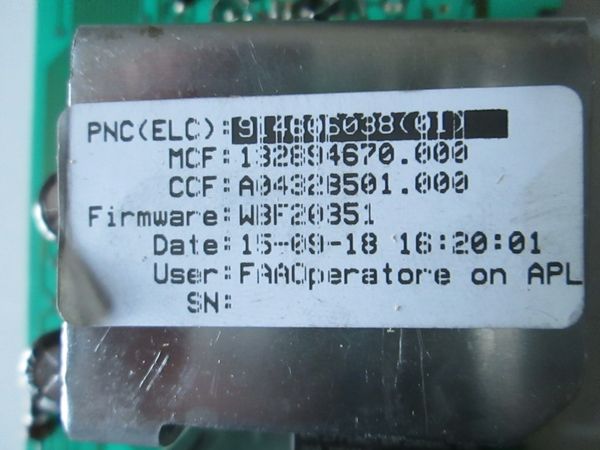 PNC(ELC):
MCF:132894670.000
CCF:A04323501.000
Firmware:WBF20351
Date:15-09-18 16:20:01
User:FAAOperatore on APL
SN: